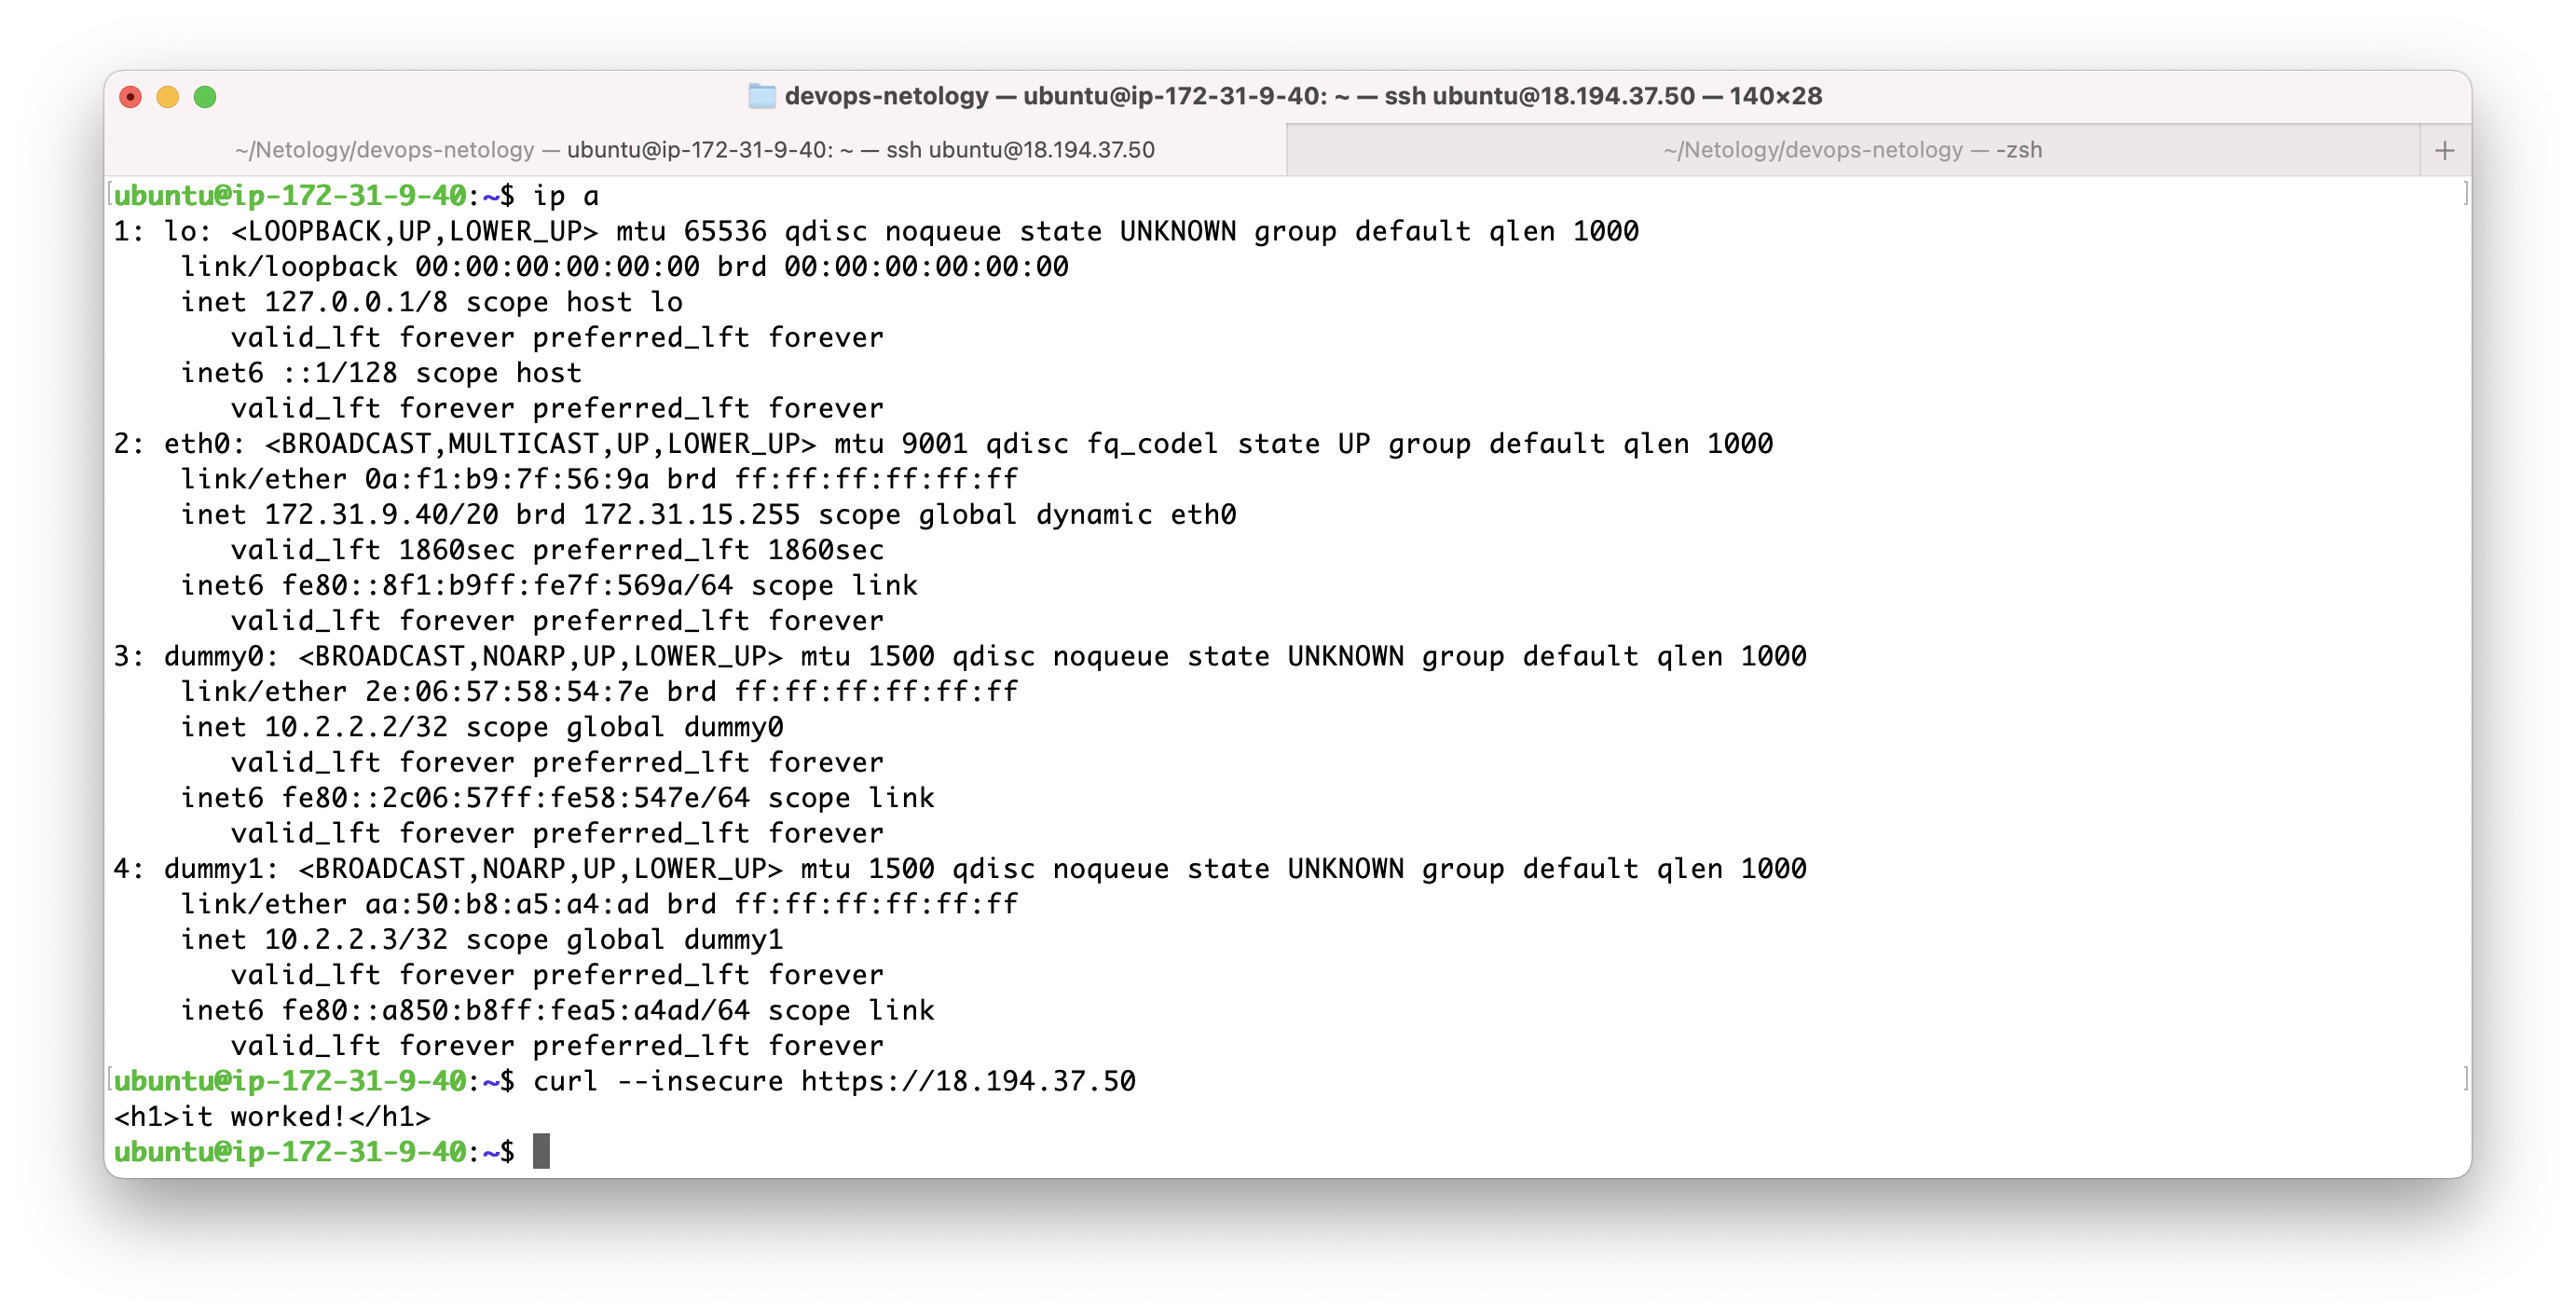 devops-netology — ubuntu@ip-172-31-9-40: ~ — ssh ubuntu@18.194.37.50 — 140×28
~/Netology/devops-netology — ubuntu@ip-172-31-9-40: ~ — ssh ubuntu@18.194.37.50
~/Netology/devops-netology — -zsh
+
[ubuntu@ip-172-31-9-40:~$ ip a ]
1: lo: <LOOPBACK,UP,LOWER_UP> mtu 65536 qdisc noqueue state UNKNOWN group default qlen 1000
    link/loopback 00:00:00:00:00:00 brd 00:00:00:00:00:00
    inet 127.0.0.1/8 scope host lo
       valid_lft forever preferred_lft forever
    inet6 ::1/128 scope host
       valid_lft forever preferred_lft forever
2: eth0: <BROADCAST,MULTICAST,UP,LOWER_UP> mtu 9001 qdisc fq_codel state UP group default qlen 1000
    link/ether 0a:f1:b9:7f:56:9a brd ff:ff:ff:ff:ff:ff
    inet 172.31.9.40/20 brd 172.31.15.255 scope global dynamic eth0
       valid_lft 1860sec preferred_lft 1860sec
    inet6 fe80::8f1:b9ff:fe7f:569a/64 scope link
       valid_lft forever preferred_lft forever
3: dummy0: <BROADCAST,NOARP,UP,LOWER_UP> mtu 1500 qdisc noqueue state UNKNOWN group default qlen 1000
    link/ether 2e:06:57:58:54:7e brd ff:ff:ff:ff:ff:ff
    inet 10.2.2.2/32 scope global dummy0
       valid_lft forever preferred_lft forever
    inet6 fe80::2c06:57ff:fe58:547e/64 scope link
       valid_lft forever preferred_lft forever
4: dummy1: <BROADCAST,NOARP,UP,LOWER_UP> mtu 1500 qdisc noqueue state UNKNOWN group default qlen 1000
    link/ether aa:50:b8:a5:a4:ad brd ff:ff:ff:ff:ff:ff
    inet 10.2.2.3/32 scope global dummy1
       valid_lft forever preferred_lft forever
    inet6 fe80::a850:b8ff:fea5:a4ad/64 scope link
       valid_lft forever preferred_lft forever
[ubuntu@ip-172-31-9-40:~$ curl --insecure https://18.194.37.50 ]
<h1>it worked!</h1>
ubuntu@ip-172-31-9-40:~$